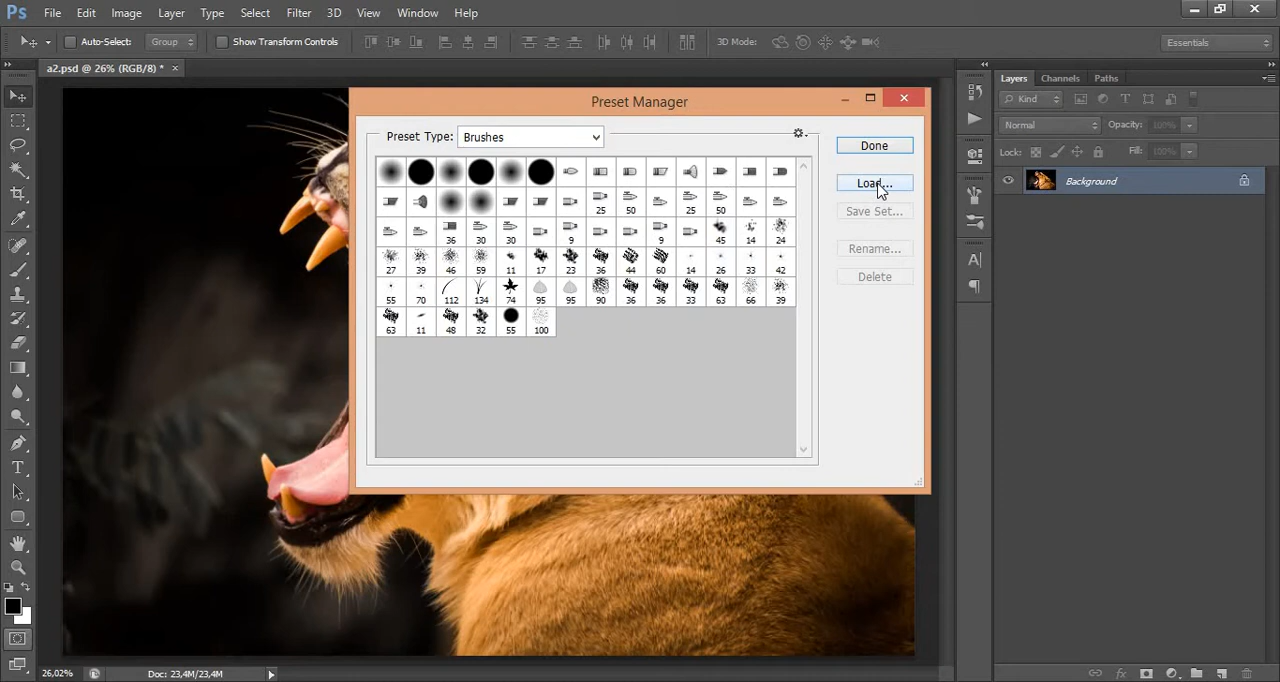 Ps File Edit Image Layer Type Select Filter 3D View Window Help
Auto-Select: Group Show Transform Controls 3D Mode: Essentials
a2.psd @ 26% (RGB/8) * ×
Preset Manager
Preset Type: Brushes
Done
Load...
Save Set...
Rename...
Delete
25 50 25 50
36 30 30 9 9 45 14 24
27 39 46 59 11 17 23 36 44 60 14 26 33 42
55 70 112 134 74 95 95 90 36 36 33 63 66 39
63 11 48 32 55 100
Layers Channels Paths
Kind
Normal Opacity: 100%
Lock: Fill: 100%
Background
26,02% Doc: 23,4M/23,4M